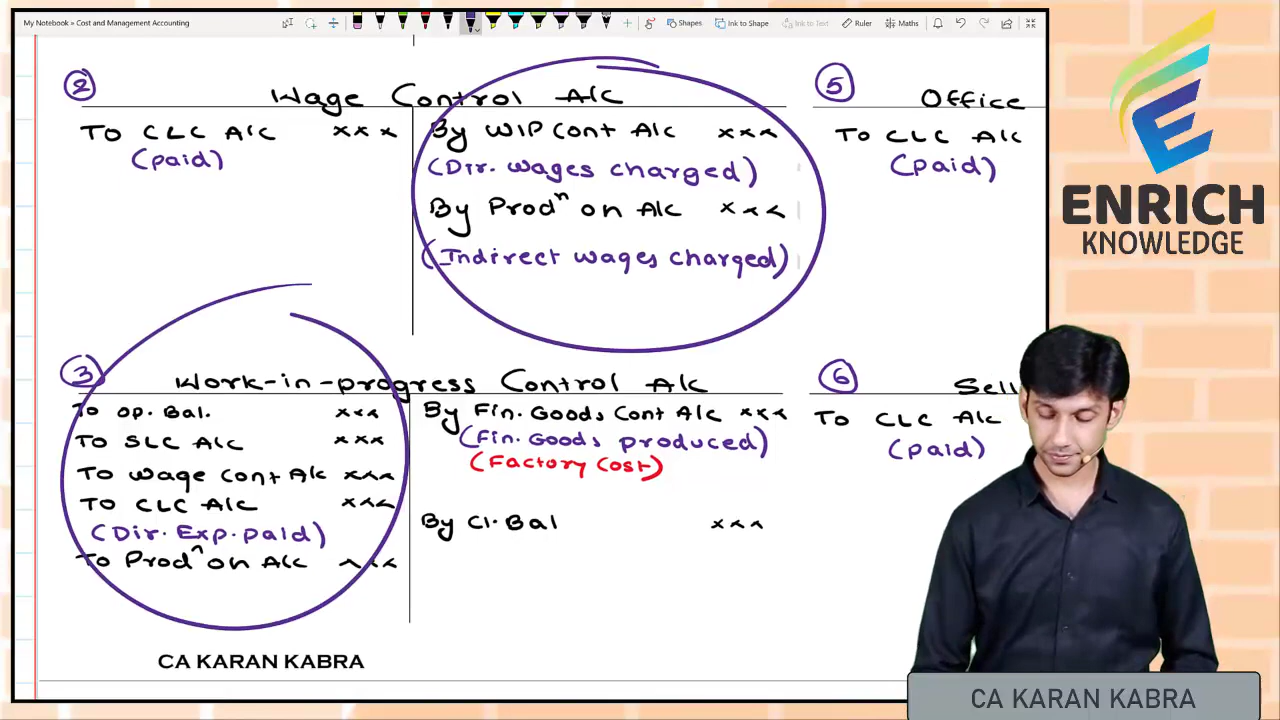 My Notebook » Cost and Management Accounting
Shapes
Ink to Shape
Ink to Text
Ruler
Maths
2
Wage Control A/c
To CLC A/c xxx
(paid)
By WIP Cont A/c xxx
(Dir. wages charged)
By Prodn OH A/c xxx
(Indirect wages charged)
3
Work-in-progress Control A/c
To Op. Bal. xxx
To SLC A/c xxx
To Wage Cont A/c xxx
To CLC A/c xxx
(Dir. Exp. paid)
To Prodn OH A/c xxx
By Fin. Goods Cont A/c xxx
(Fin. Goods produced)
(Factory Cost)
By Cl. Bal xxx
5
Office
To CLC A/c
(paid)
6
Sell
To CLC A/c
(paid)
CA KARAN KABRA
ENRICH
KNOWLEDGE
CA KARAN KABRA